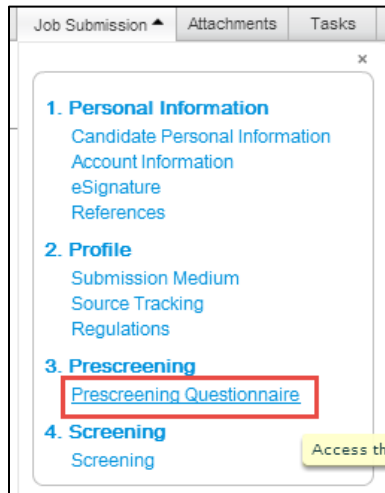 Job Submission Attachments Tasks
×
1. Personal Information
Candidate Personal Information
Account Information
eSignature
References
2. Profile
Submission Medium
Source Tracking
Regulations
3. Prescreening
Prescreening Questionnaire
4. Screening
Screening
Access th